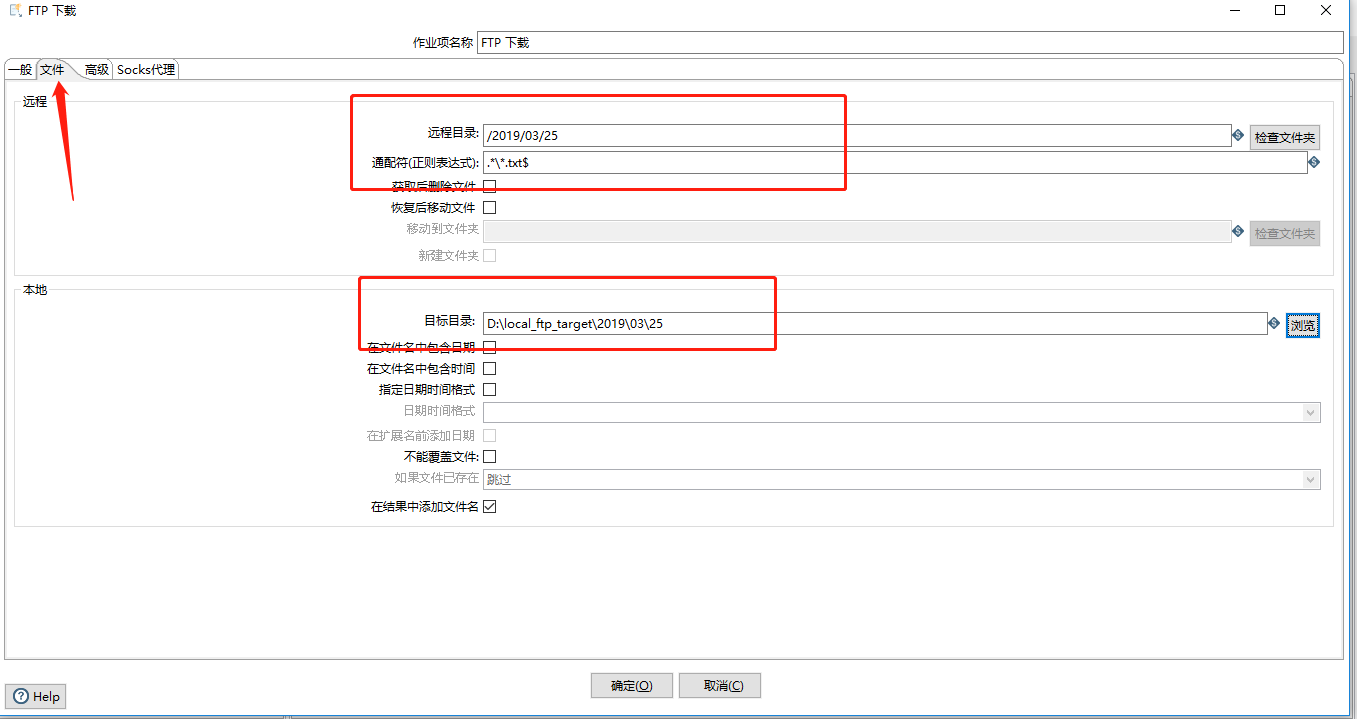 FTP 下载
作业项名称 FTP 下载
一般 文件 高级 Socks代理
远程
远程目录: /2019/03/25 检查文件夹
通配符(正则表达式): .*\*.txt$
获取后删除文件
恢复后移动文件
移动到文件夹 检查文件夹
新建文件夹
本地
目标目录: D:\local_ftp_target\2019\03\25 浏览
在文件名中包含日期
在文件名中包含时间
指定日期时间格式
日期时间格式
在扩展名前添加日期
不能覆盖文件:
如果文件已存在 跳过
在结果中添加文件名
确定(O) 取消(C)
Help